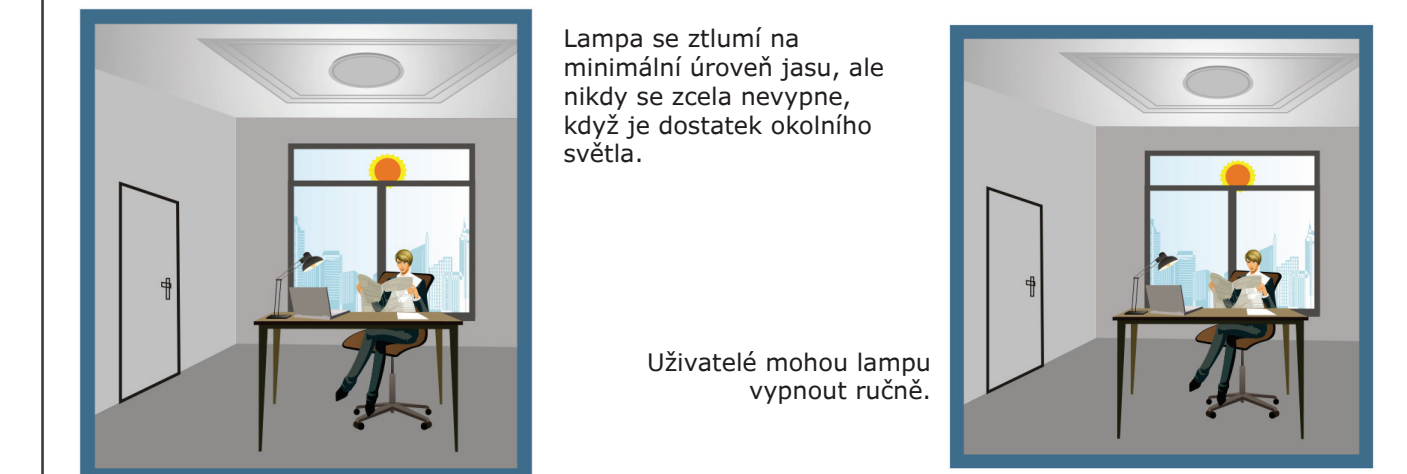 Lampa se ztlumí na
minimální úroveň jasu, ale
nikdy se zcela nevypne,
když je dostatek okolního
světla.
Uživatelé mohou lampu
vypnout ručně.